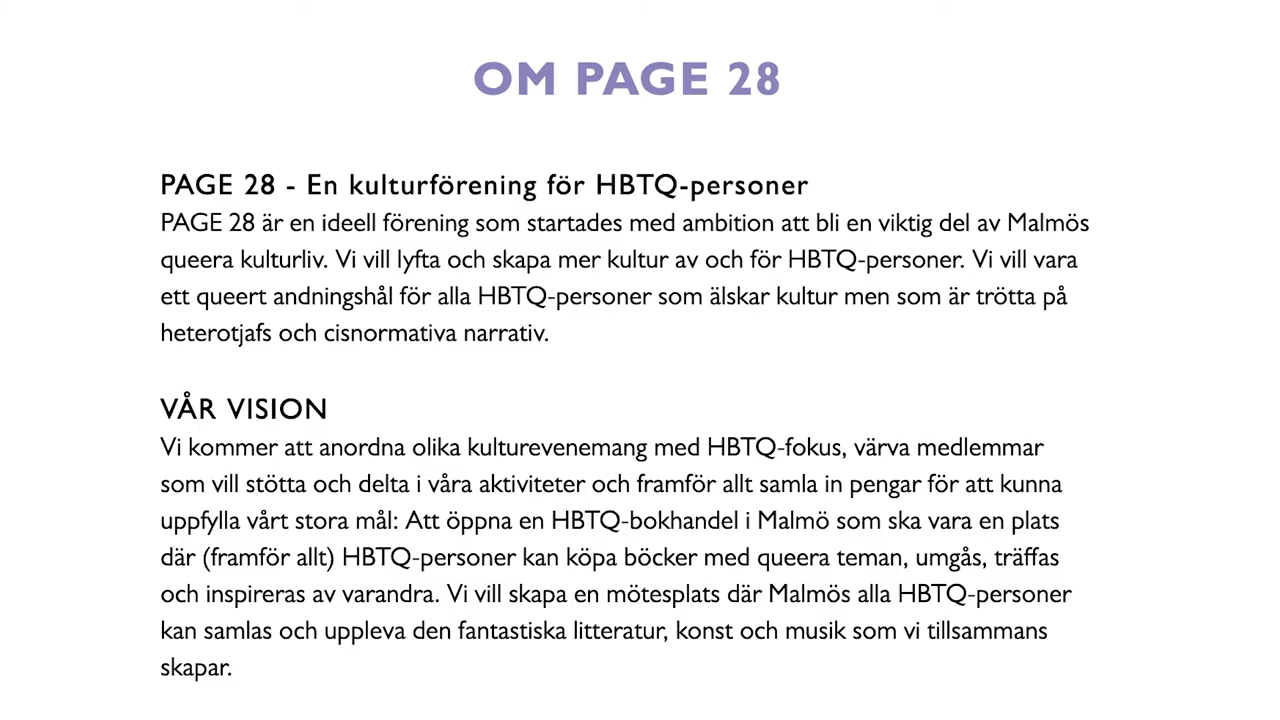 OM PAGE 28
PAGE 28 - En kulturförening för HBTQ-personer
PAGE 28 är en ideell förening som startades med ambition att bli en viktig del av Malmös
queera kulturliv. Vi vill lyfta och skapa mer kultur av och för HBTQ-personer. Vi vill vara
ett queert andningshål för alla HBTQ-personer som älskar kultur men som är trötta på
heterotjafs och cisnormativa narrativ.
VÅR VISION
Vi kommer att anordna olika kulturevenemang med HBTQ-fokus, värva medlemmar
som vill stötta och delta i våra aktiviteter och framför allt samla in pengar för att kunna
uppfylla vårt stora mål: Att öppna en HBTQ-bokhandel i Malmö som ska vara en plats
där (framför allt) HBTQ-personer kan köpa böcker med queera teman, umgås, träffas
och inspireras av varandra. Vi vill skapa en mötesplats där Malmös alla HBTQ-personer
kan samlas och uppleva den fantastiska litteratur, konst och musik som vi tillsammans
skapar.